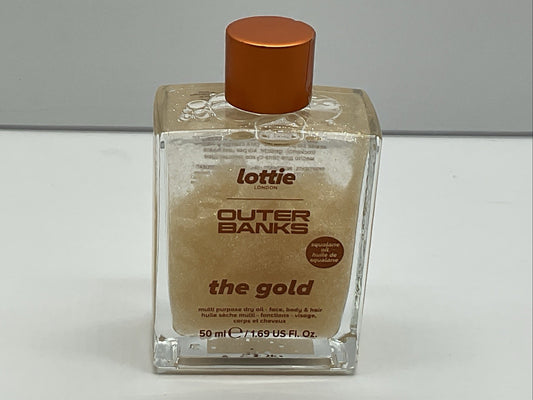 lottie
LONDON
OUTER
BANKS
squalane
oil
huile de
squalane
the gold
multi purpose dry oil - face, body & hair
huile sèche multi - fonctions - visage,
corps et cheveux
50 ml ℮ / 1.69 US Fl. Oz.